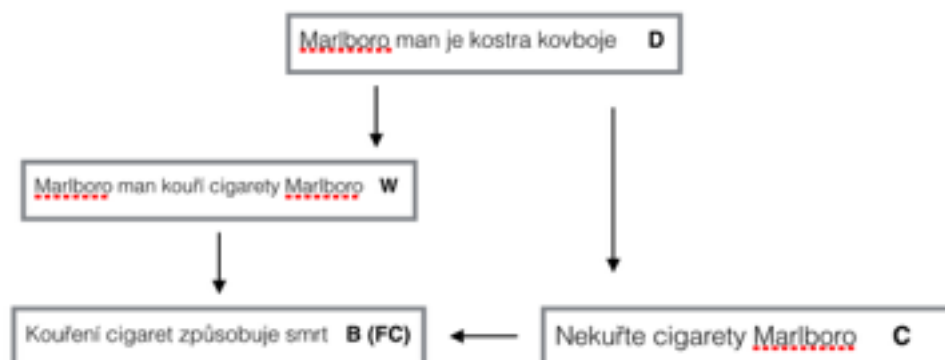 Marlboro man je kostra kovboje D
Marlboro man kouří cigarety Marlboro W
Kouření cigaret způsobuje smrt B (FC)
Nekuřte cigarety Marlboro C